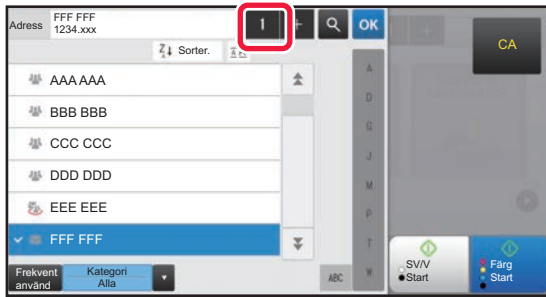 Adress
FFF FFF
1234.xxx
1
+
OK
CA
Sorter.
AAA AAA
BBB BBB
CCC CCC
DDD DDD
EEE EEE
FFF FFF
A
D
G
J
M
P
T
W
ABC
Frekvent
använd
Kategori
Alla
SV/V
Start
Färg
Start